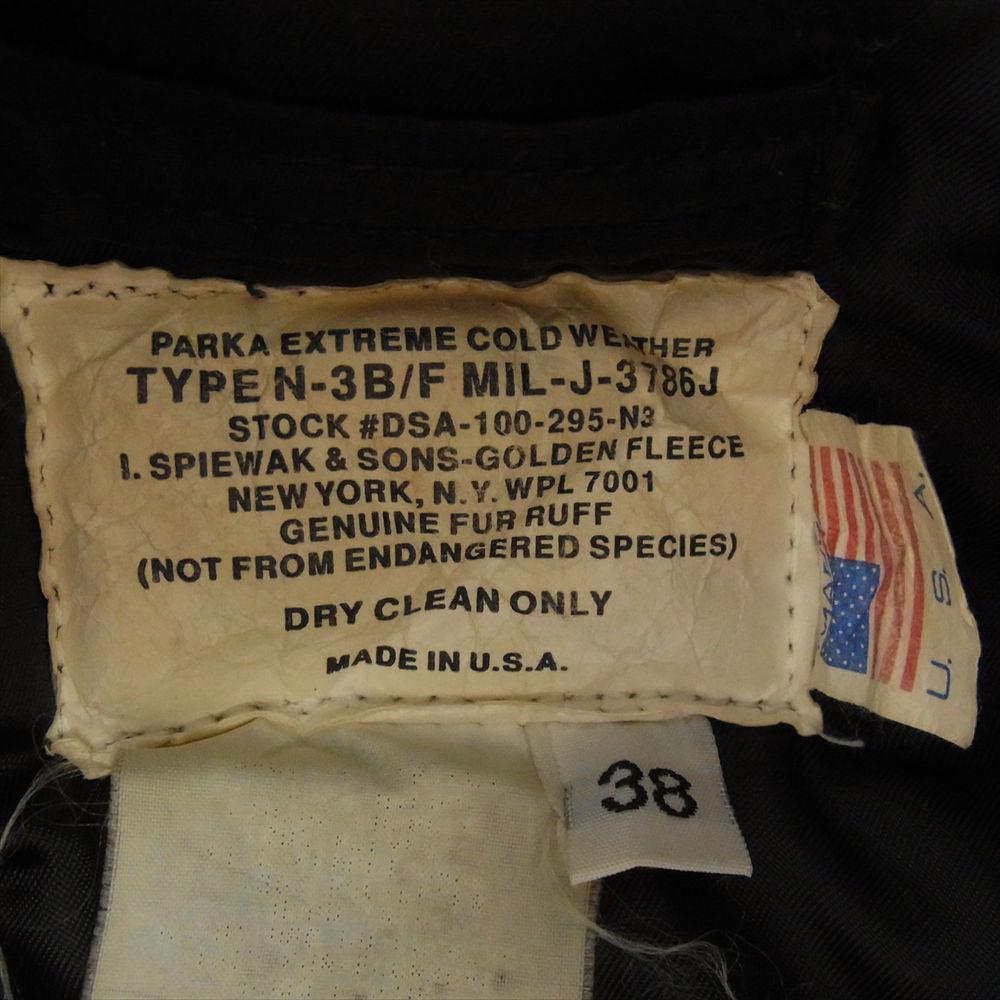 PARKA EXTREME COLD WEATHER
TYPE N-3B/F MIL-J-3786J
STOCK #DSA-100-295-N3
I. SPIEWAK & SONS-GOLDEN FLEECE
NEW YORK, N.Y. WPL 7001
GENUINE FUR RUFF
(NOT FROM ENDANGERED SPECIES)
DRY CLEAN ONLY
MADE IN U.S.A.
38
U. S. A.